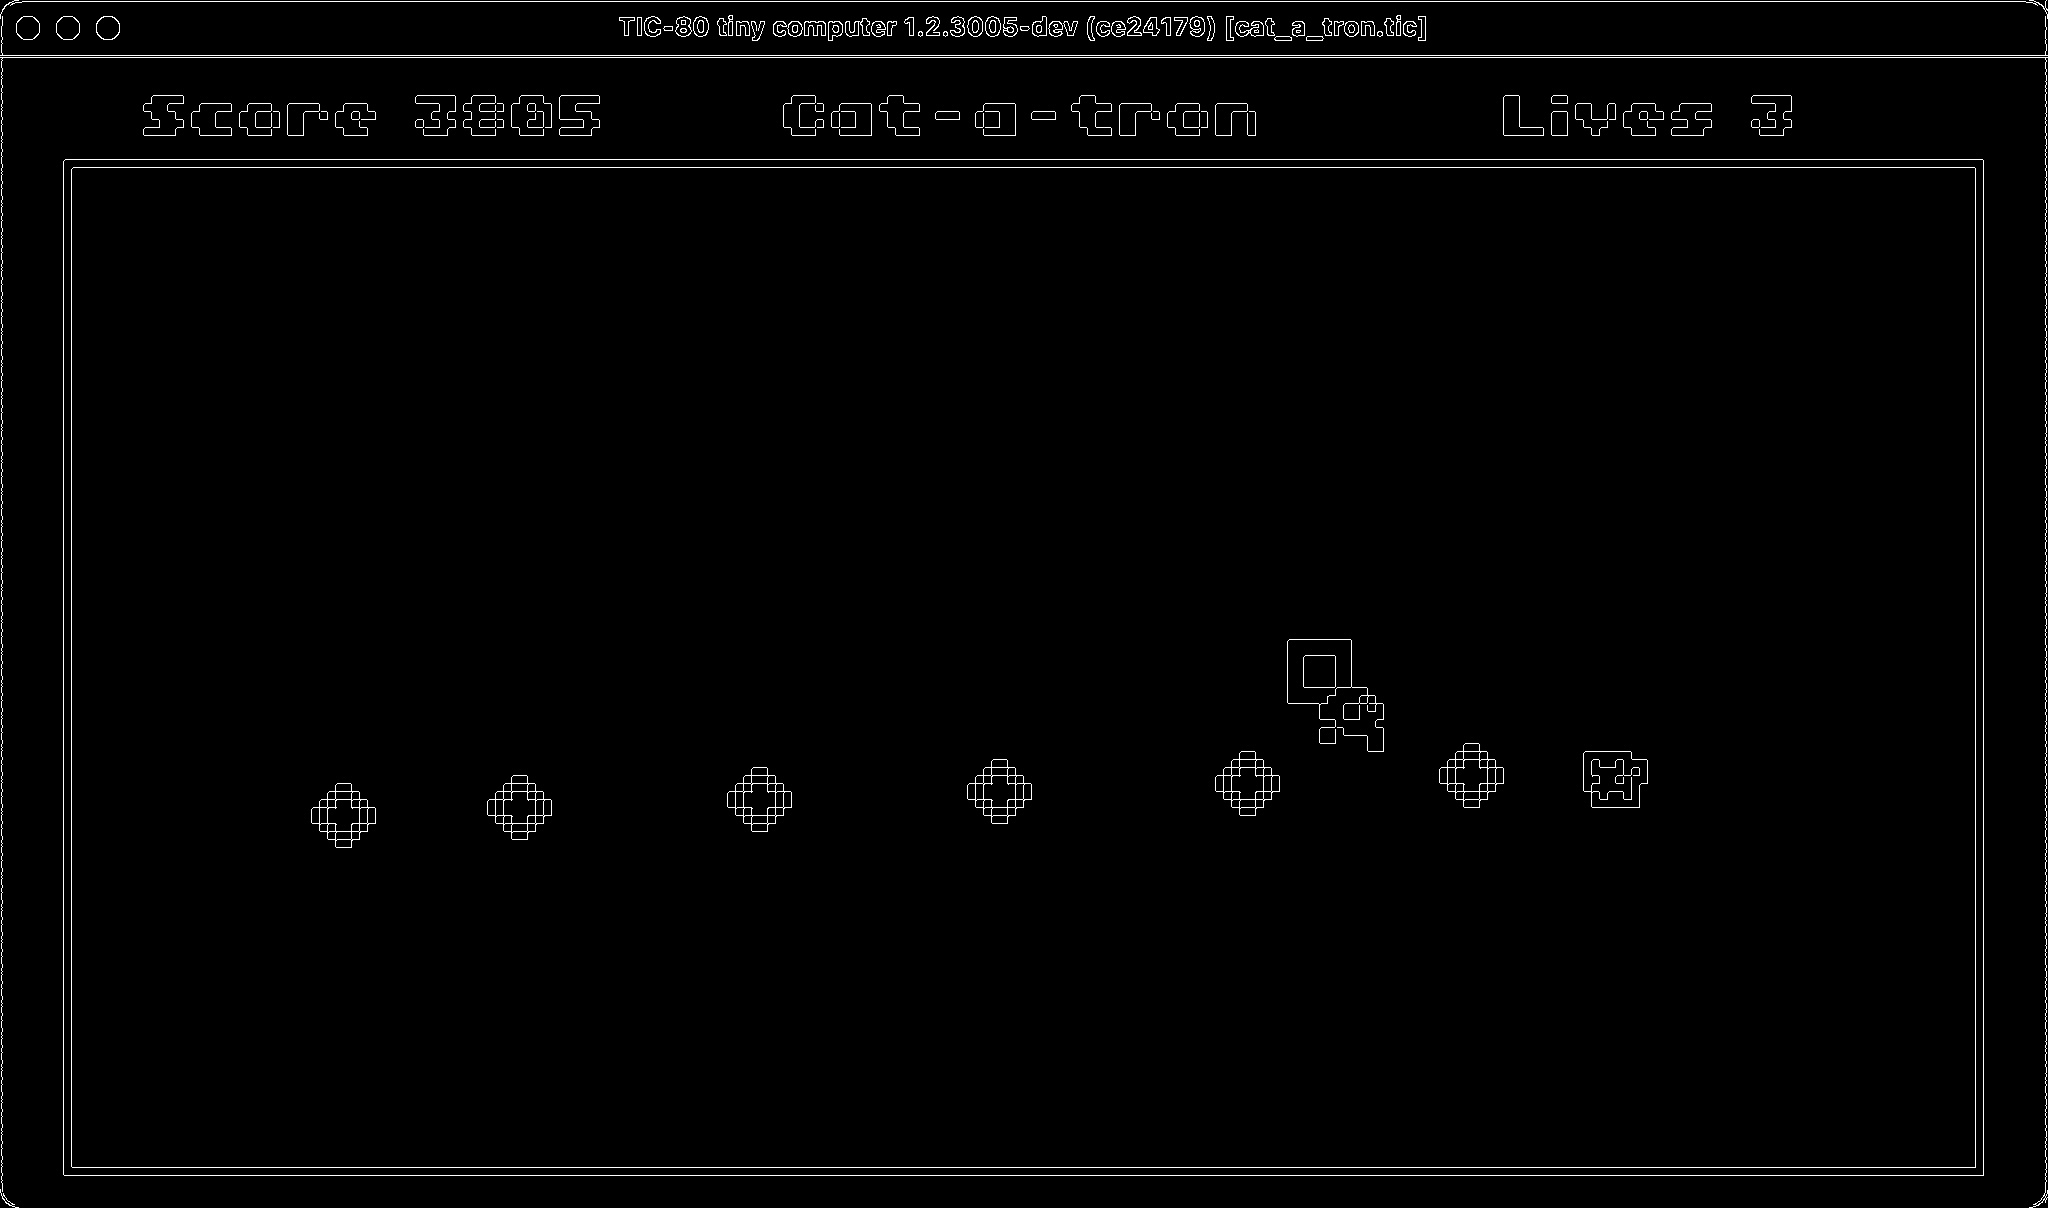 TIC-80 tiny computer 1.2.3005-dev (ce24179) [cat_a_tron.tic]
Score 3805 Cat-a-tron Lives 3